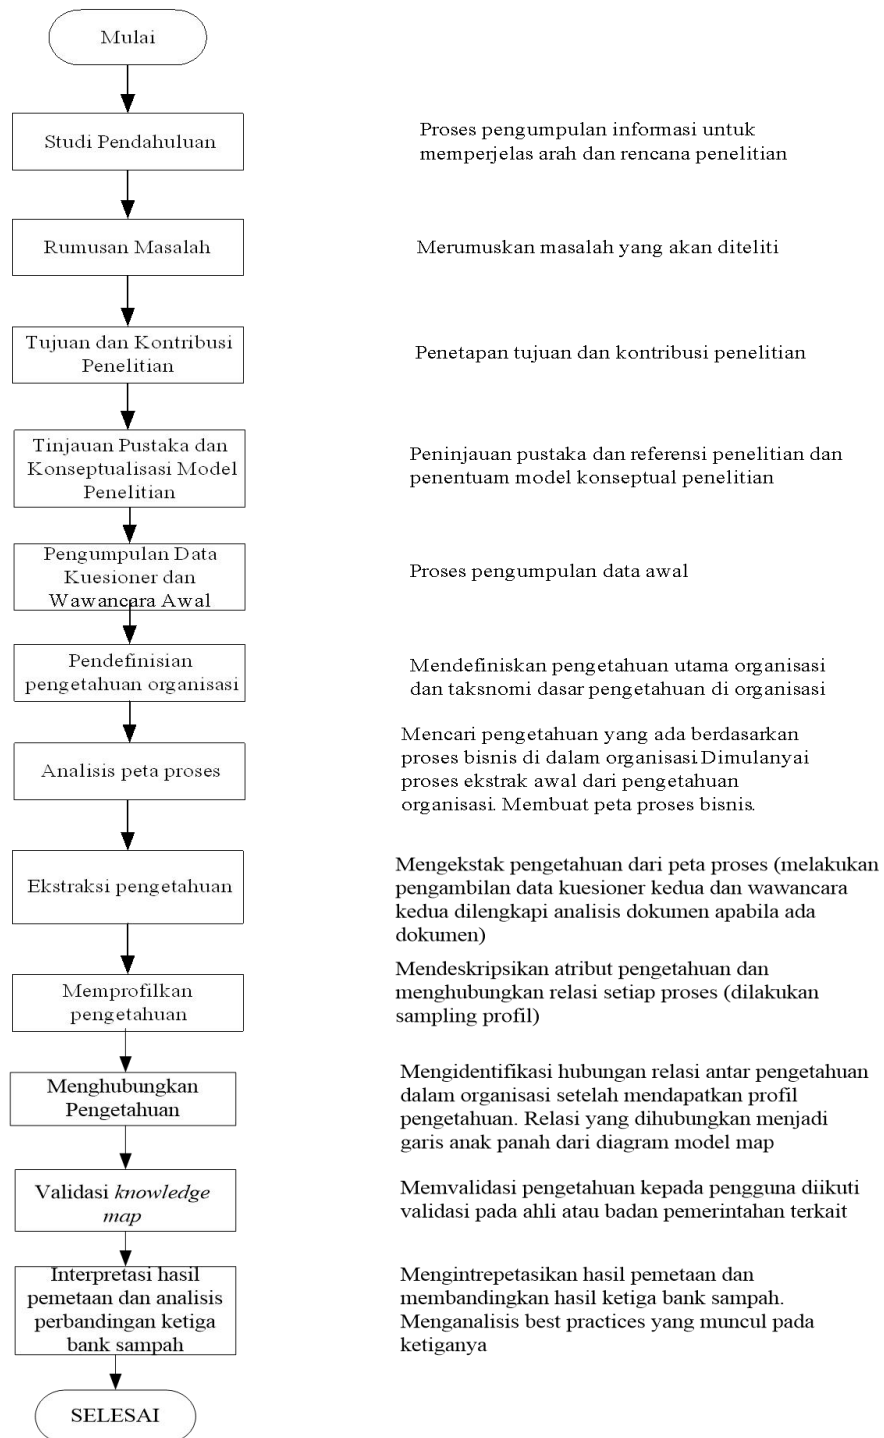 Mulai
Studi Pendahuluan
Proses pengumpulan informasi untuk
memperjelas arah dan rencana penelitian
Rumusan Masalah
Merumuskan masalah yang akan diteliti
Tujuan dan Kontribusi
Penelitian
Penetapan tujuan dan kontribusi penelitian
Tinjauan Pustaka dan
Konseptualisasi Model
Penelitian
Peninjauan pustaka dan referensi penelitian dan
penentuam model konseptual penelitian
Pengumpulan Data
Kuesioner dan
Wawancara Awal
Proses pengumpulan data awal
Pendefinisian
pengetahuan organisasi
Mendefiniskan pengetahuan utama organisasi
dan taksnomi dasar pengetahuan di organisasi
Analisis peta proses
Mencari pengetahuan yang ada berdasarkan
proses bisnis di dalam organisasi.Dimulanyai
proses ekstrak awal dari pengetahuan
organisasi. Membuat peta proses bisnis.
Ekstraksi pengetahuan
Mengekstak pengetahuan dari peta proses (melakukan
pengambilan data kuesioner kedua dan wawancara
kedua dilengkapi analisis dokumen apabila ada
dokumen)
Memprofilkan
pengetahuan
Mendeskripsikan atribut pengetahuan dan
menghubungkan relasi setiap proses (dilakukan
sampling profil)
Menghubungkan
Pengetahuan
Mengidentifikasi hubungan relasi antar pengetahuan
dalam organisasi setelah mendapatkan profil
pengetahuan. Relasi yang dihubungkan menjadi
garis anak panah dari diagram model map
Validasi knowledge
map
Memvalidasi pengetahuan kepada pengguna diikuti
validasi pada ahli atau badan pemerintahan terkait
Interpretasi hasil
pemetaan dan analisis
perbandingan ketiga
bank sampah
Mengintrepetasikan hasil pemetaan dan
membandingkan hasil ketiga bank sampah.
Menganalisis best practices yang muncul pada
ketiganya
SELESAI